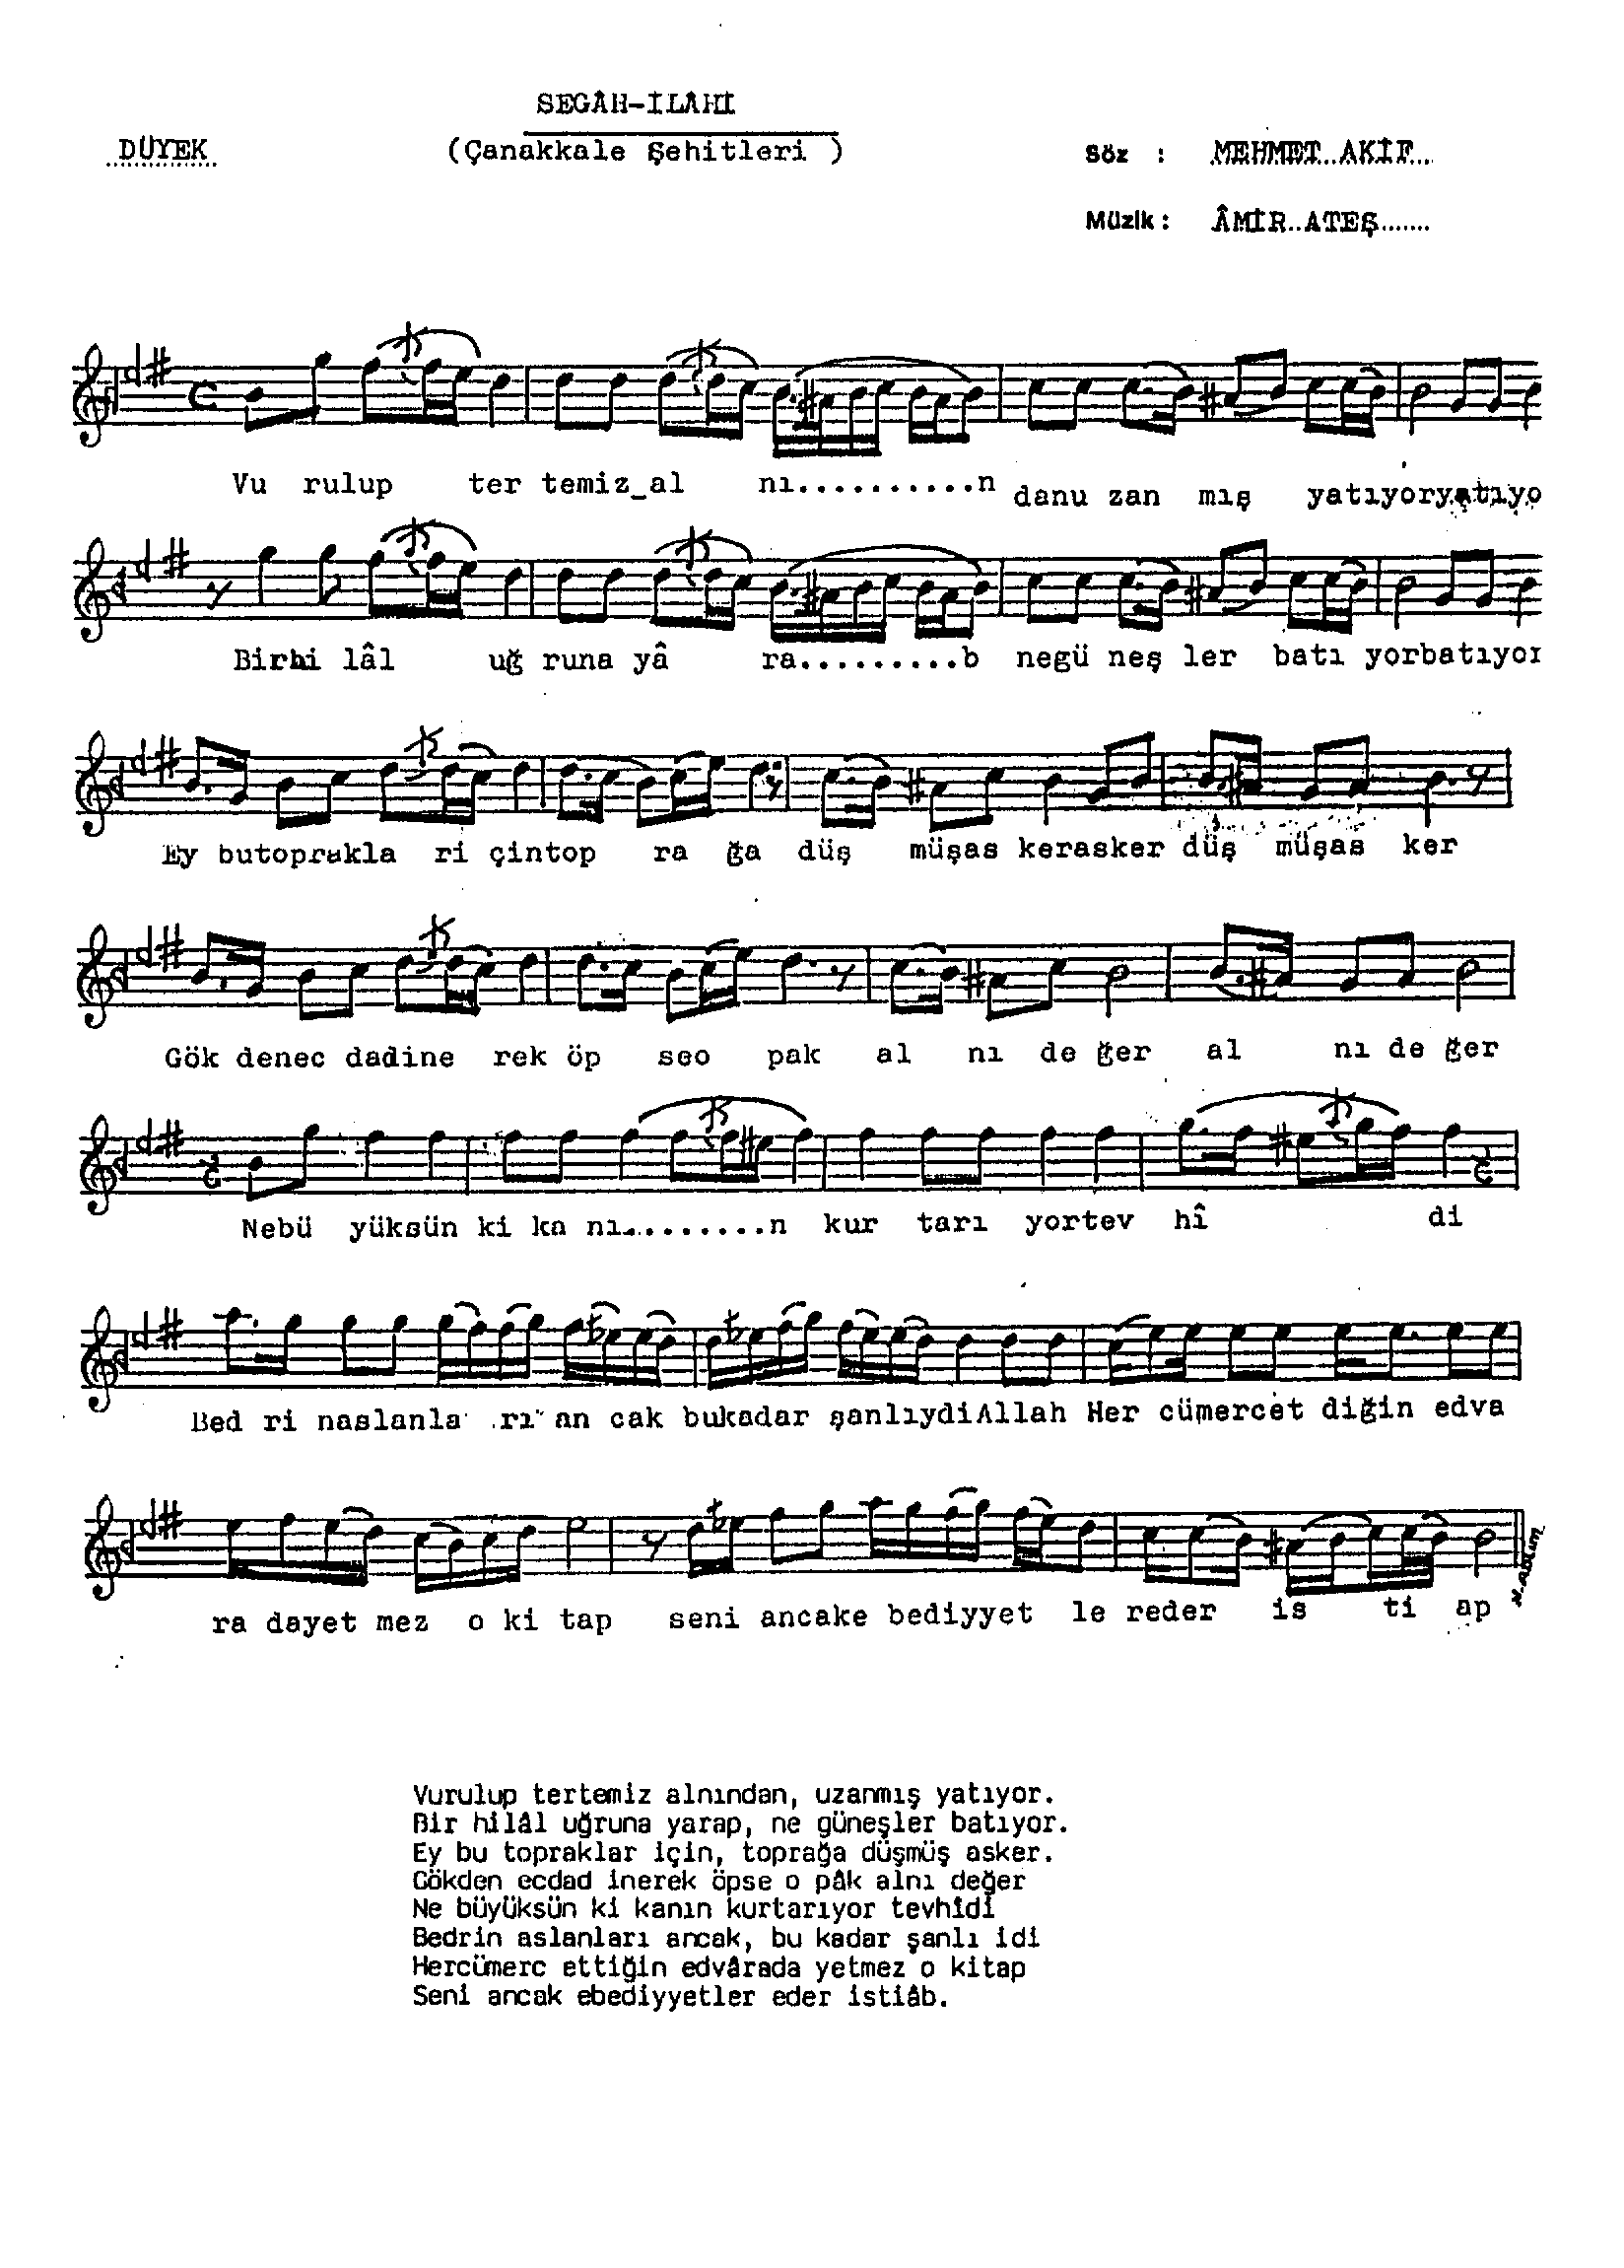 SEGÂH-İLÂHİ
DÜYEK
(Çanakkale Şehitleri )
Söz : MEHMET..AKİF...
Müzik: ÂMİR..ATEŞ.......
Vu rulup ter temiz_al nı...........n danu zan mış yatıyoryatıyo
Birhi lâl uğ runa yâ ra..........b negü neş ler batı yorbatıyor
Ey butoprakla ri çintop ra ğa düş müşas kerasker düş müşas ker
Gök denec dadine rek öp seo pak al nı de ğer al nı de ğer
Nebü yüksün ki ka nı.........n kur tarı yortev hî di
Bed ri naslanla rı an cak bukadar şanlıydiAllah Her cümercet diğin edva
ra dayet mez o ki tap seni ancake bediyyet le reder is ti ap
Vurulup tertemiz alnından, uzanmış yatıyor.
Bir hilâl uğruna yarap, ne güneşler batıyor.
Ey bu topraklar için, toprağa düşmüş asker.
Gökden ecdad inerek öpse o pâk alnı değer
Ne büyüksün ki kanın kurtarıyor tevhîdi
Bedrin aslanları ancak, bu kadar şanlı idi
Hercümerc ettiğin edvârada yetmez o kitap
Seni ancak ebediyyetler eder istiâb.